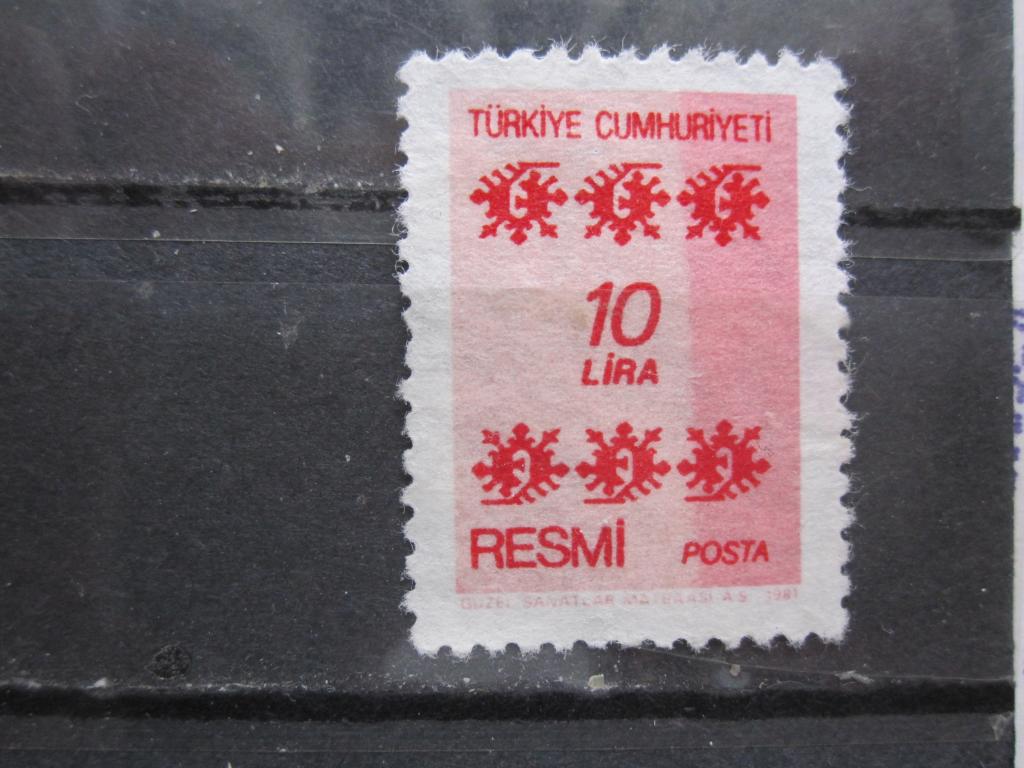 TÜRKİYE CUMHURİYETİ
10
LİRA
RESMİ POSTA
GÜZEL SANATLAR MATBAASI A.Ş. 1981